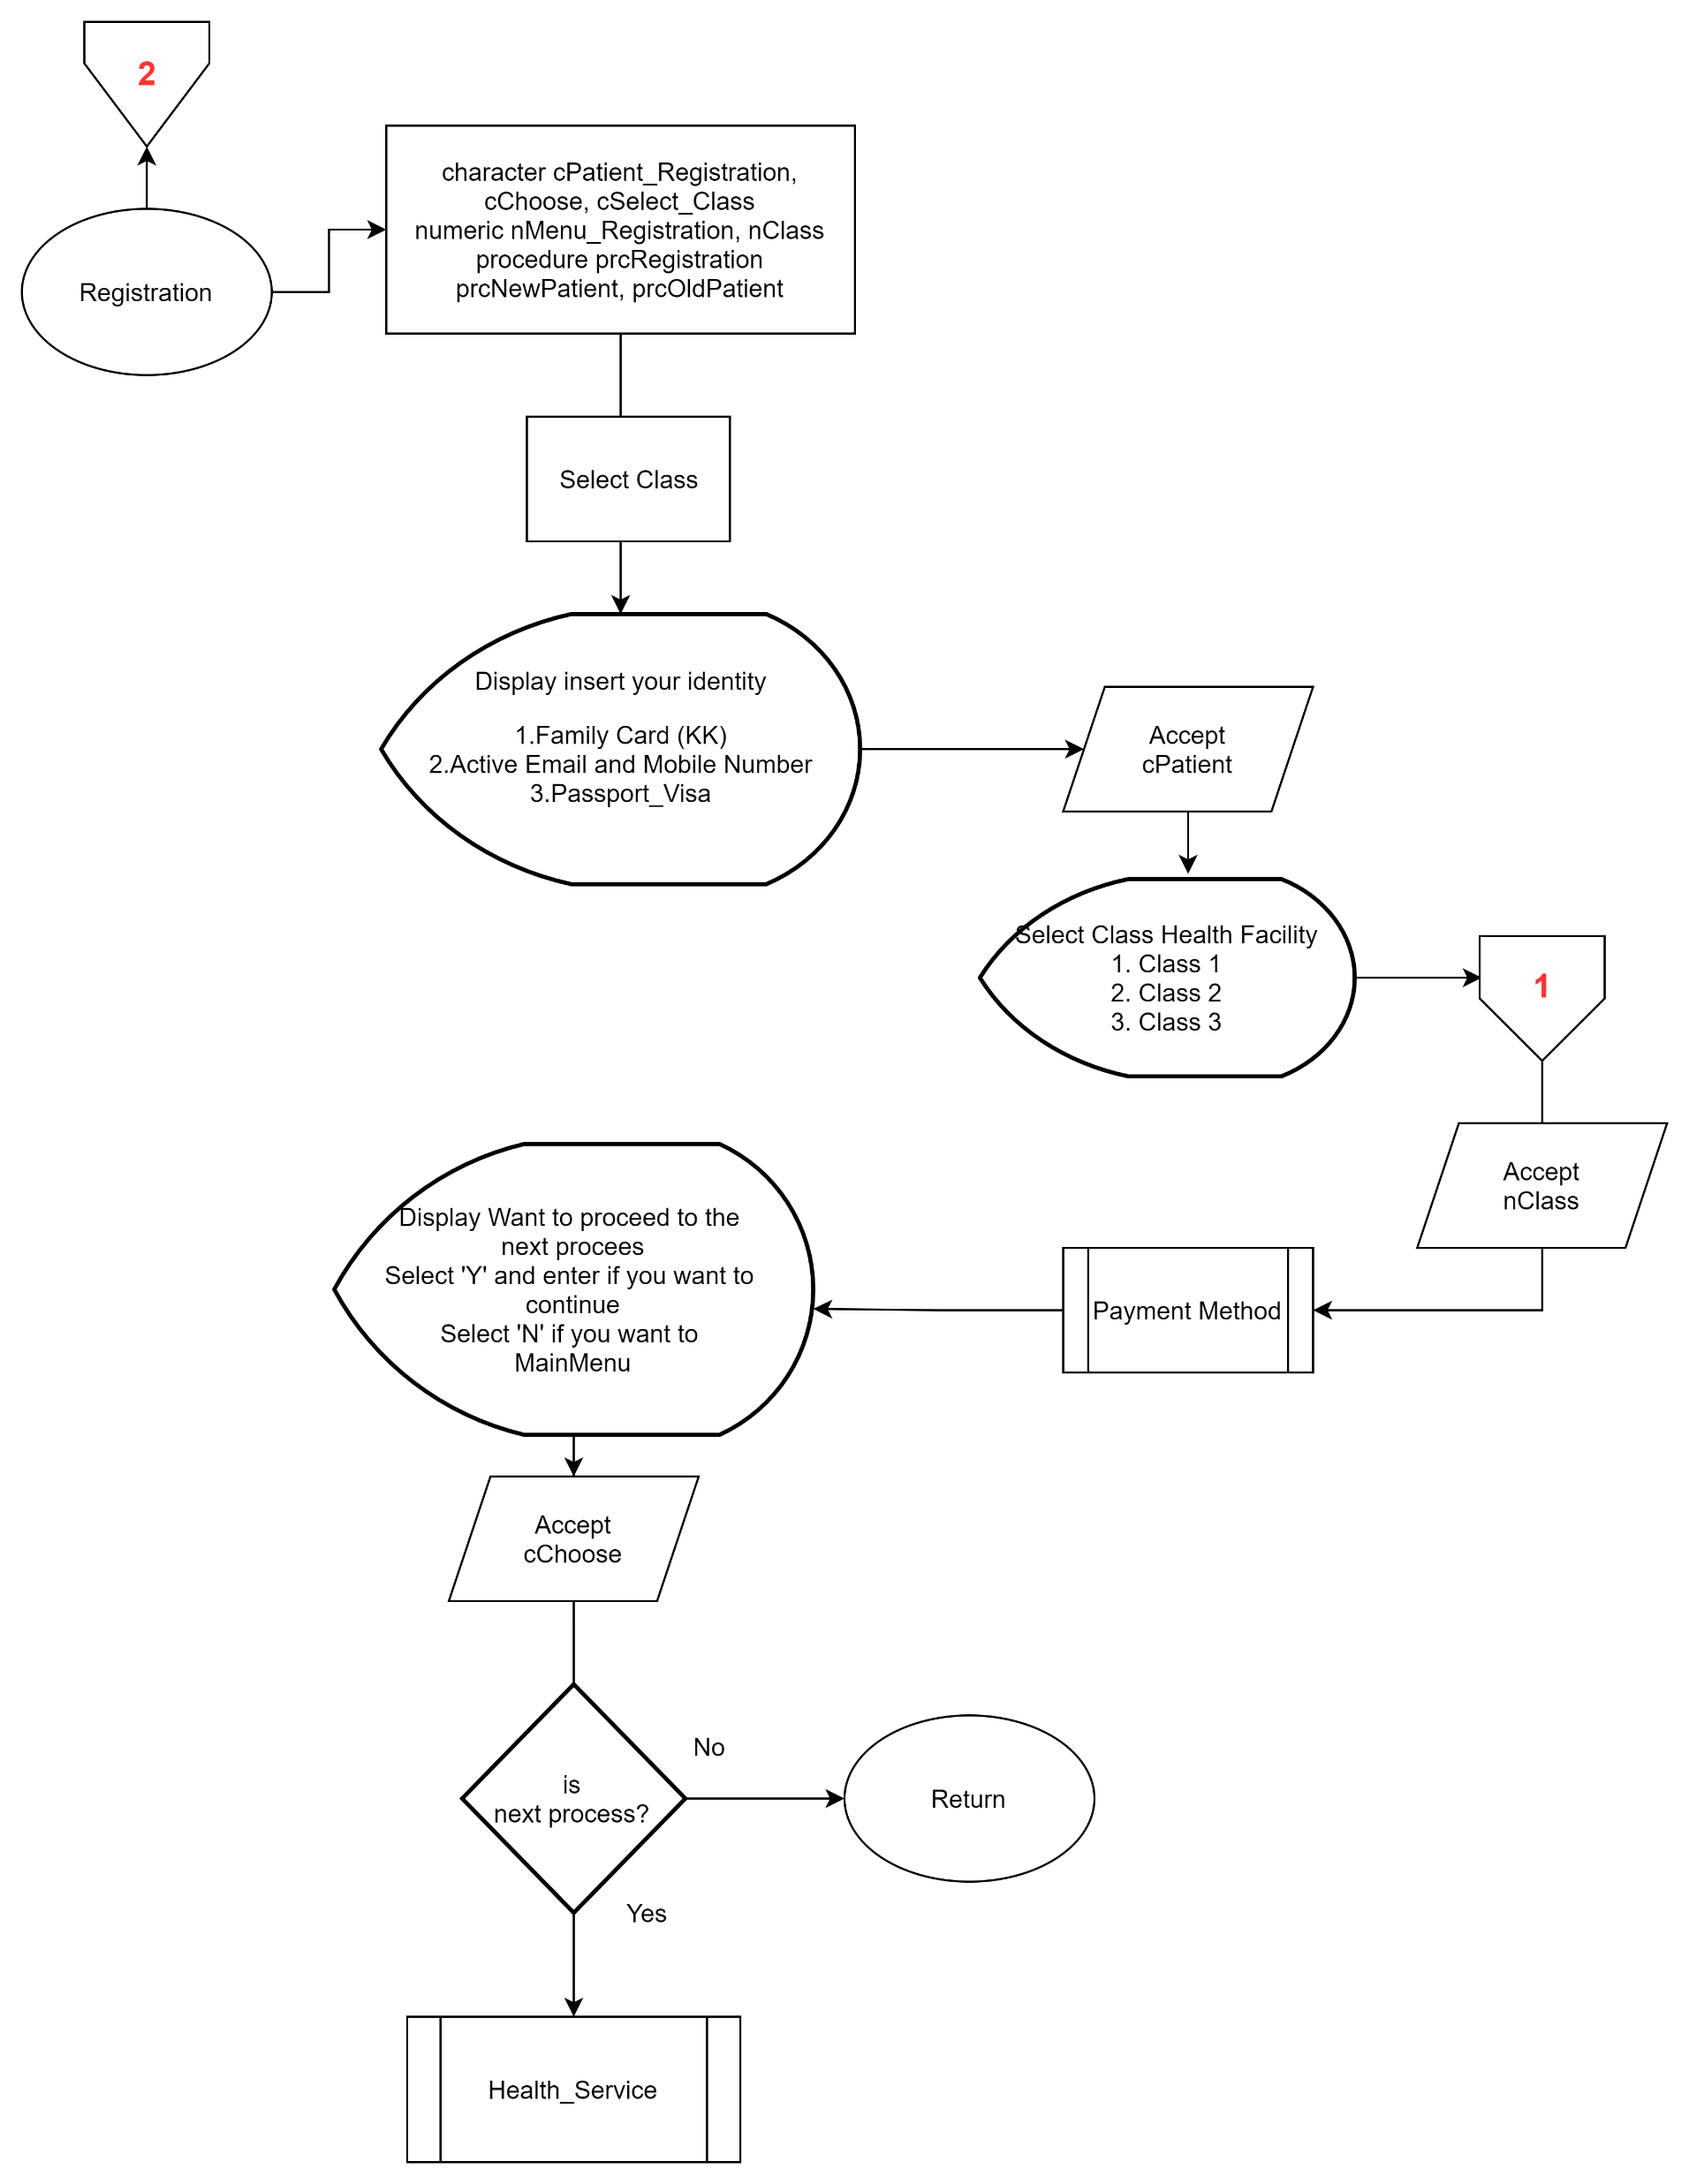 2
Registration
character cPatient_Registration,
cChoose, cSelect_Class
numeric nMenu_Registration, nClass
procedure prcRegistration
prcNewPatient, prcOldPatient
Select Class
Display insert your identity
1.Family Card (KK)
2.Active Email and Mobile Number
3.Passport_Visa
Accept
cPatient
Select Class Health Facility
1. Class 1
2. Class 2
3. Class 3
1
Accept
nClass
Payment Method
Display Want to proceed to the
next procees
Select 'Y' and enter if you want to
continue
Select 'N' if you want to
MainMenu
Accept
cChoose
is
next process?
No
Return
Yes
Health_Service